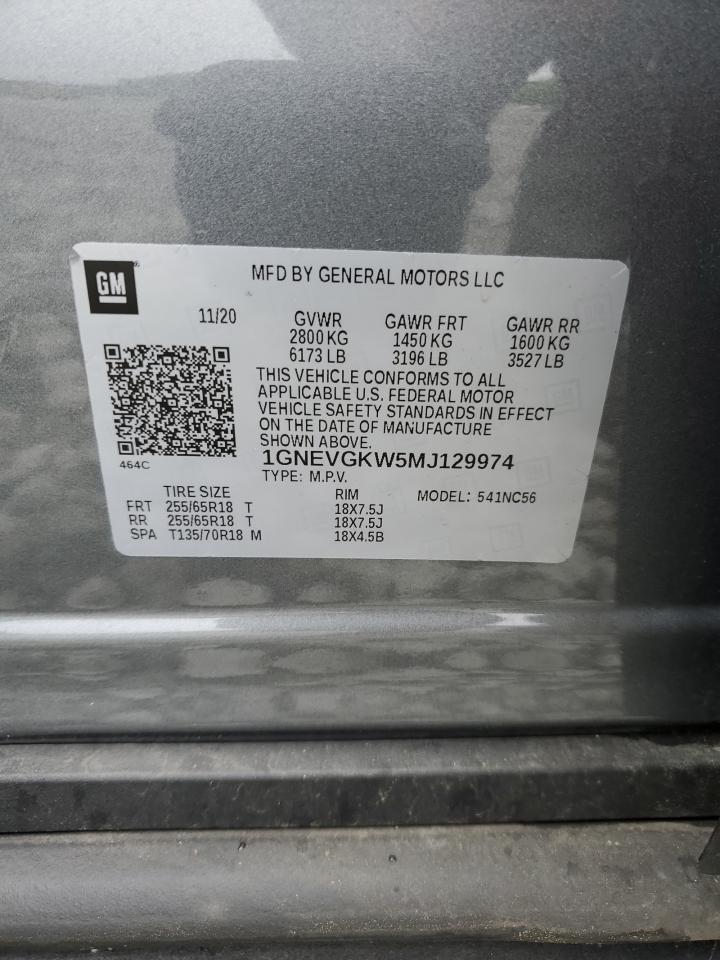 GM
MFD BY GENERAL MOTORS LLC
11/20 GVWR GAWR FRT GAWR RR
2800 KG 1450 KG 1600 KG
6173 LB 3196 LB 3527 LB
THIS VEHICLE CONFORMS TO ALL
APPLICABLE U.S. FEDERAL MOTOR
VEHICLE SAFETY STANDARDS IN EFFECT
ON THE DATE OF MANUFACTURE
SHOWN ABOVE.
464C
1GNEVGKW5MJ129974
TYPE: M.P.V.
TIRE SIZE RIM MODEL: 541NC56
FRT 255/65R18 T 18X7.5J
RR 255/65R18 T 18X7.5J
SPA T135/70R18 M 18X4.5B